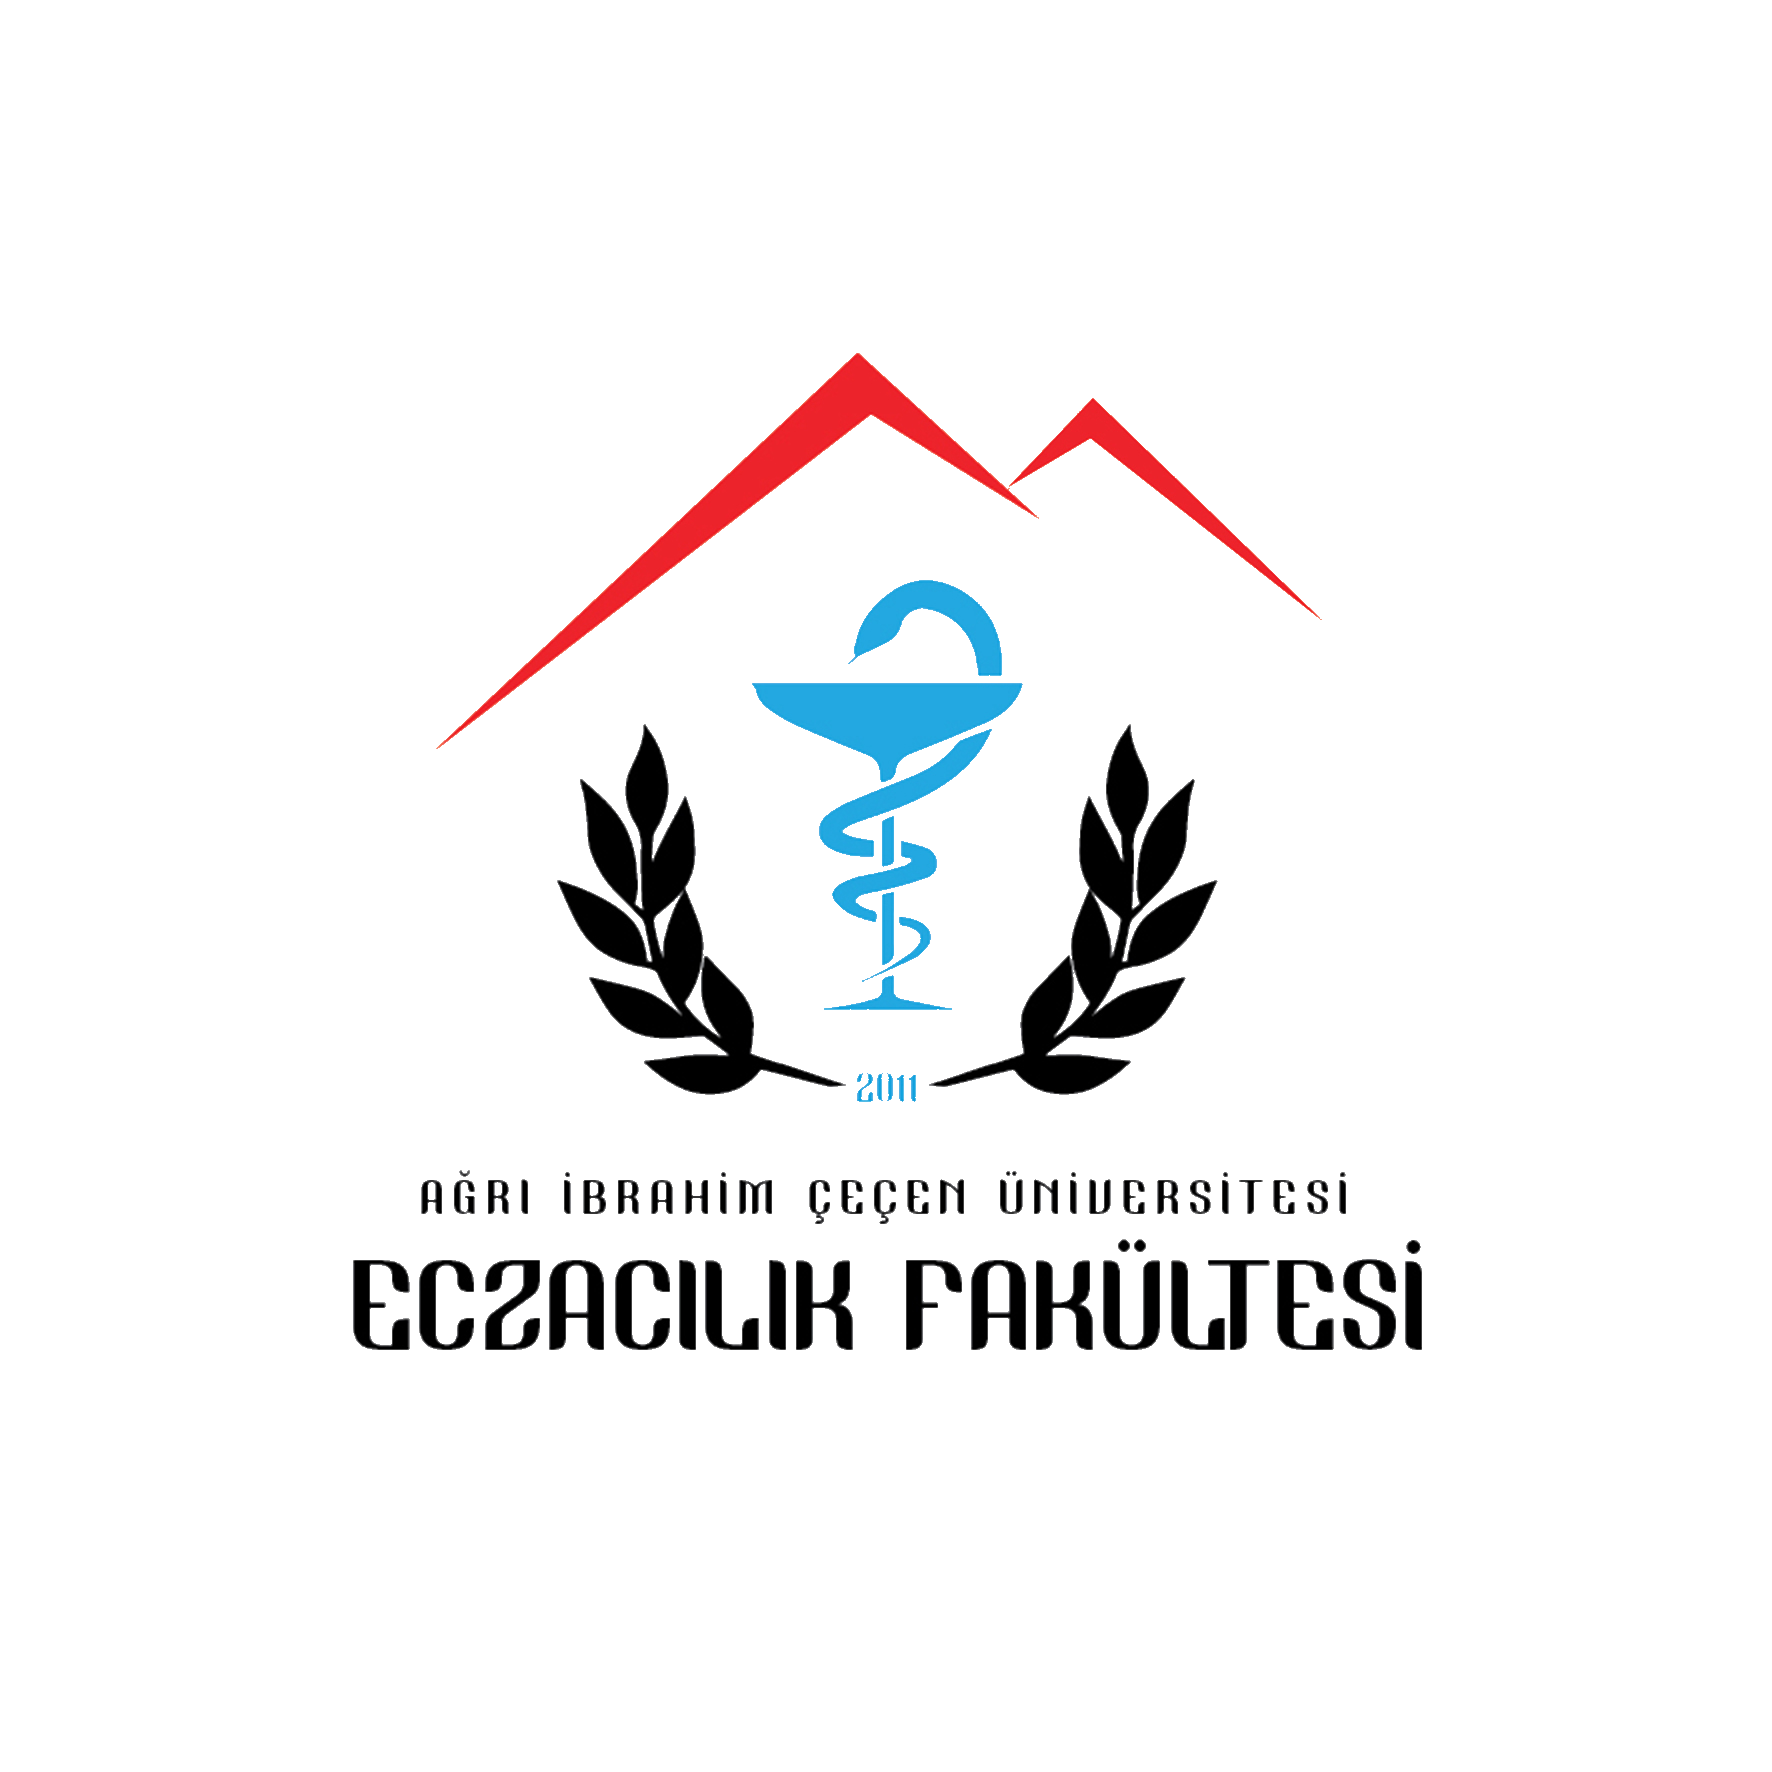 2011
AĞRI İBRAHİM ÇEÇEN ÜNİVERSİTESİ
ECZACILIK FAKÜLTESİ